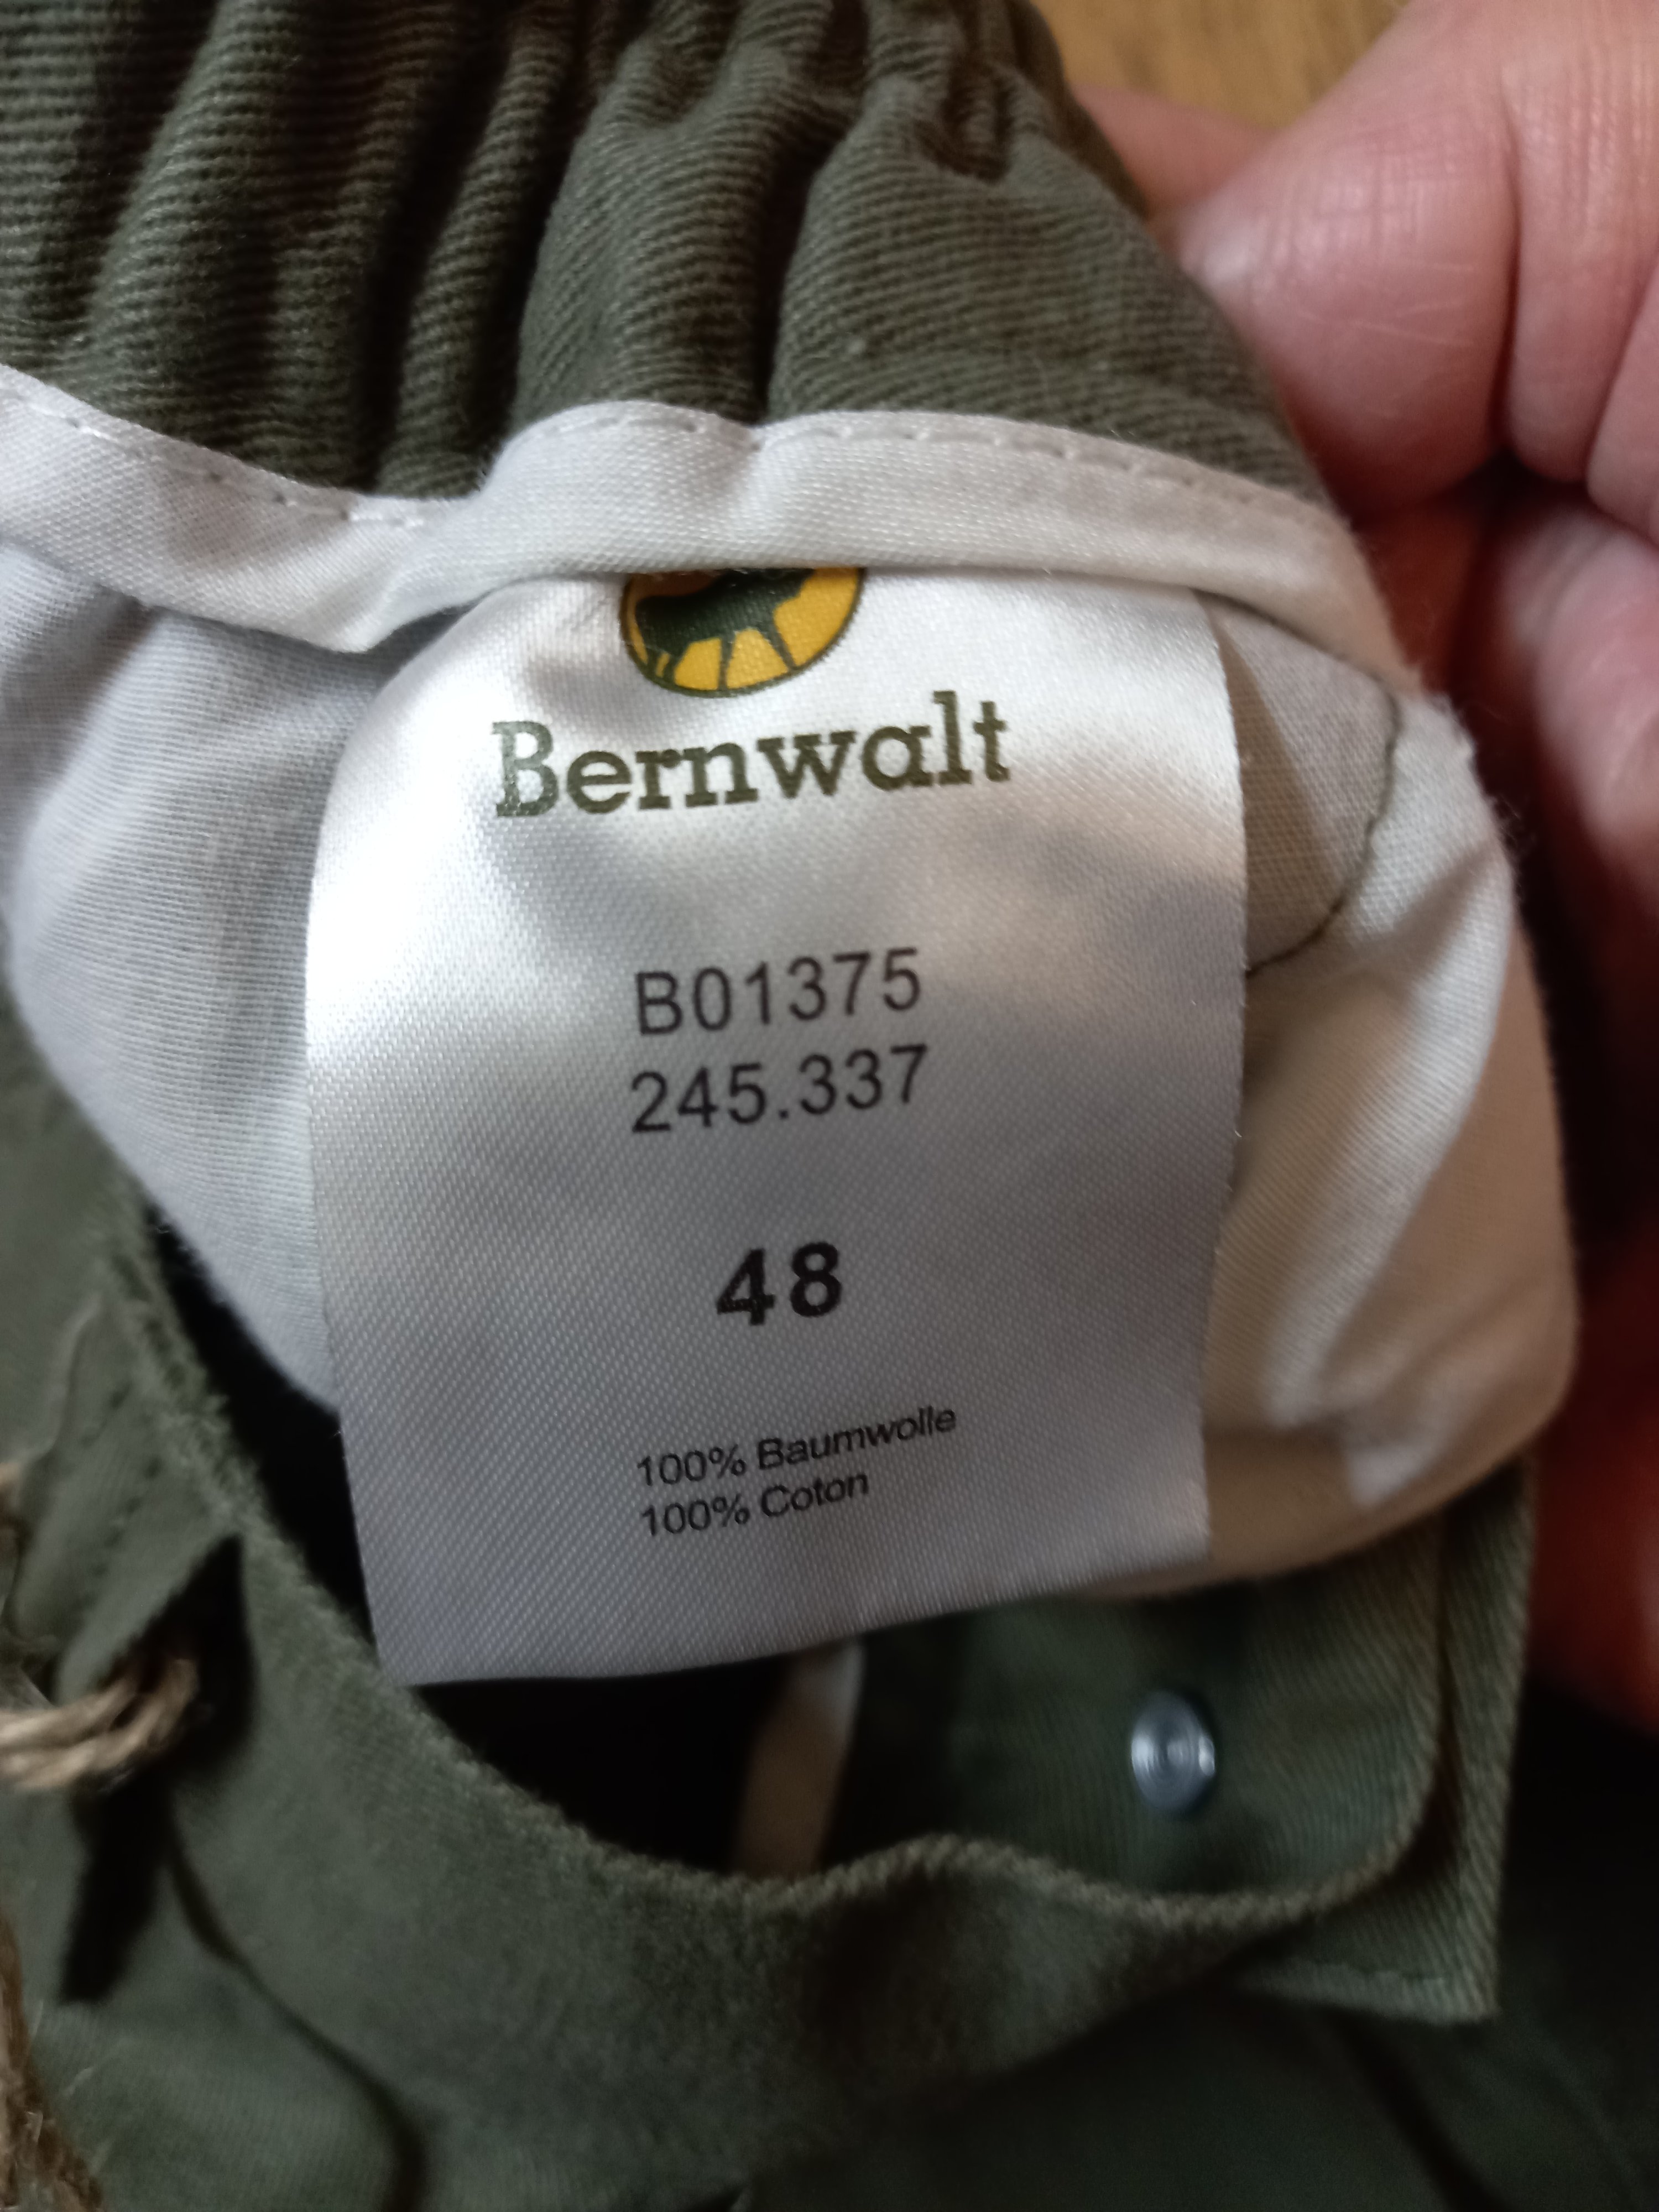 Bernwalt
B01375
245.337
48
100% Baumwolle
100% Coton